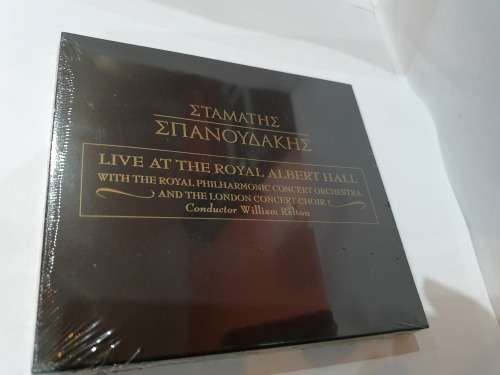 ΣΤΑΜΑΤΗΣ
ΣΠΑΝΟΥΔΑΚΗΣ
LIVE AT THE ROYAL ALBERT HALL
WITH THE ROYAL PHILHARMONIC CONCERT ORCHESTRA
AND THE LONDON CONCERT CHOIR
Conductor William Relton